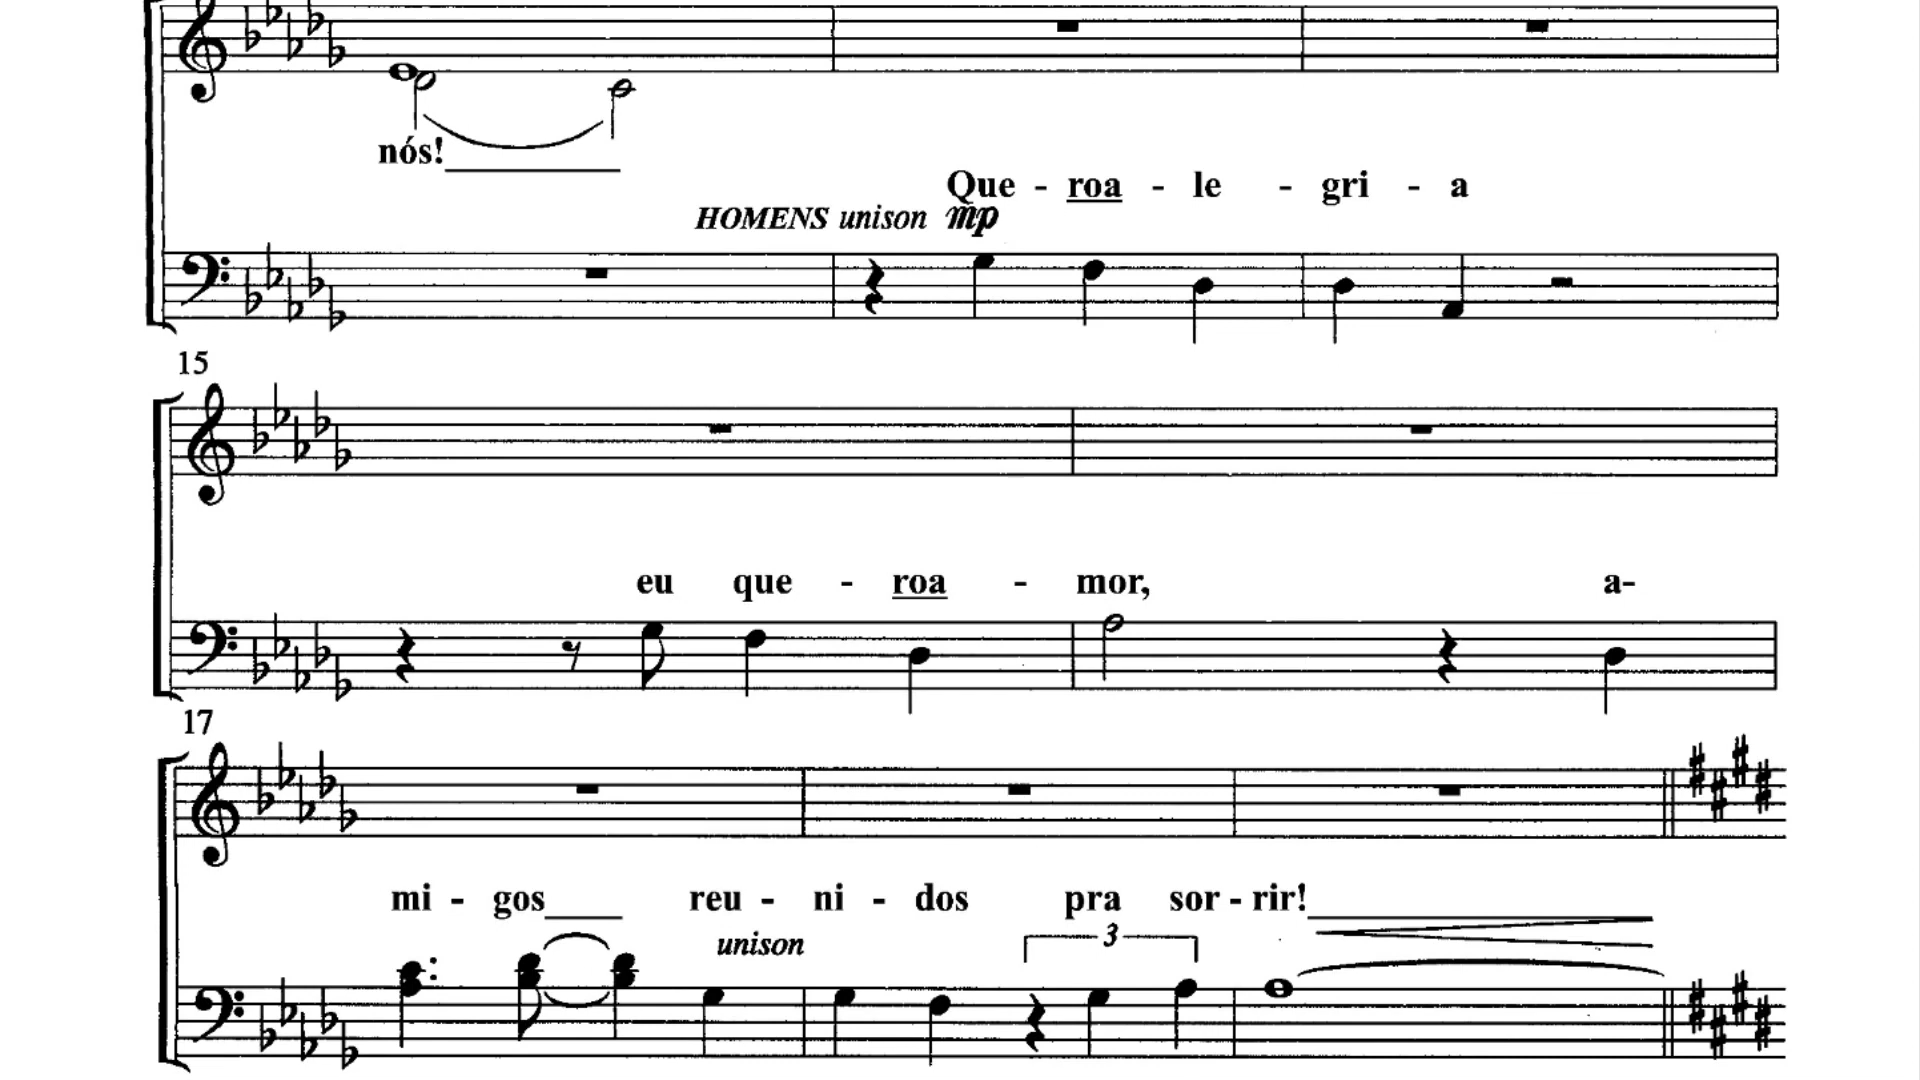 nós!
Que - roa - le - gri - a
HOMENS unison mp
15
eu que - roa - mor, a-
17
mi - gos reu - ni - dos pra sor - rir!
unison 3